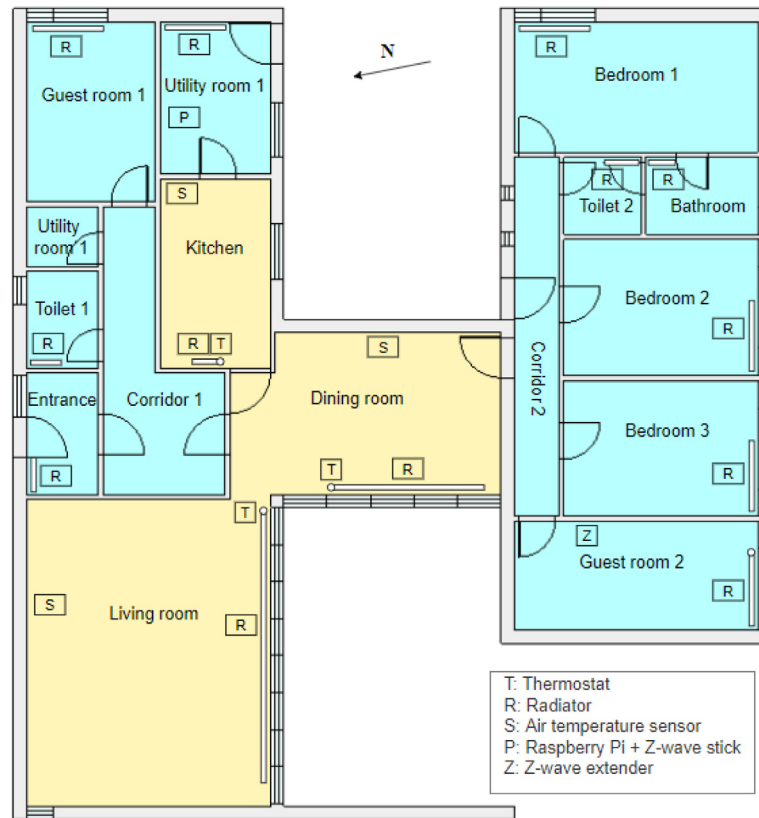 R
Guest room 1
R
Utility room 1
P
N
R
Bedroom 1
S
Kitchen
R T
Utility
room 1
Toilet 1
R
Entrance
R
Corridor 1
R
Toilet 2
R
Bathroom
Bedroom 2
R
Corridor 2
Bedroom 3
R
S
Dining room
T
R
T
S
Living room
R
Z
Guest room 2
R
T: Thermostat
R: Radiator
S: Air temperature sensor
P: Raspberry Pi + Z-wave stick
Z: Z-wave extender